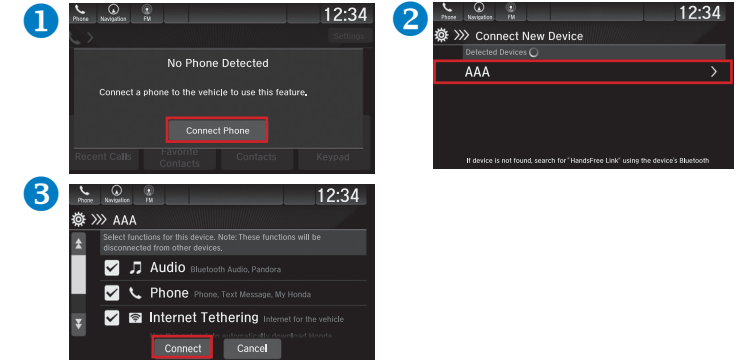 1
Phone Navigation FM 12:34
Settings
No Phone Detected
Connect a phone to the vehicle to use this feature.
Connect Phone
Recent Calls Favorite Contacts Contacts Keypad
2
Phone Navigation FM 12:34
Connect New Device
Detected Devices
AAA
If device is not found, search for "HandsFree Link" using the device's Bluetooth
3
Phone Navigation FM 12:34
AAA
Select functions for this device. Note: These functions will be
disconnected from other devices.
Audio Bluetooth Audio, Pandora
Phone Phone, Text Message, My Honda
Internet Tethering Internet for the vehicle
to automatically download Honda
Connect Cancel